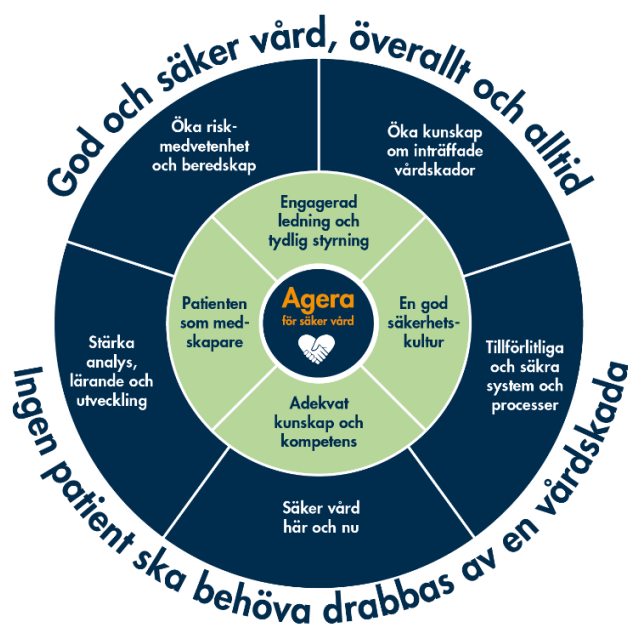 God och säker vård, överallt och alltid
Öka risk-
medvetenhet
och beredskap
Öka kunskap
om inträffade
vårdskador
Engagerad
ledning och
tydlig styrning
Patienten
som med-
skapare
Agera
för säker vård
En god
säkerhets-
kultur
Stärka
analys,
lärande och
utveckling
Tillförlitliga
och säkra
system och
processer
Adekvat
kunskap och
kompetens
Säker vård
här och nu
Ingen patient ska behöva drabbas av en vårdskada